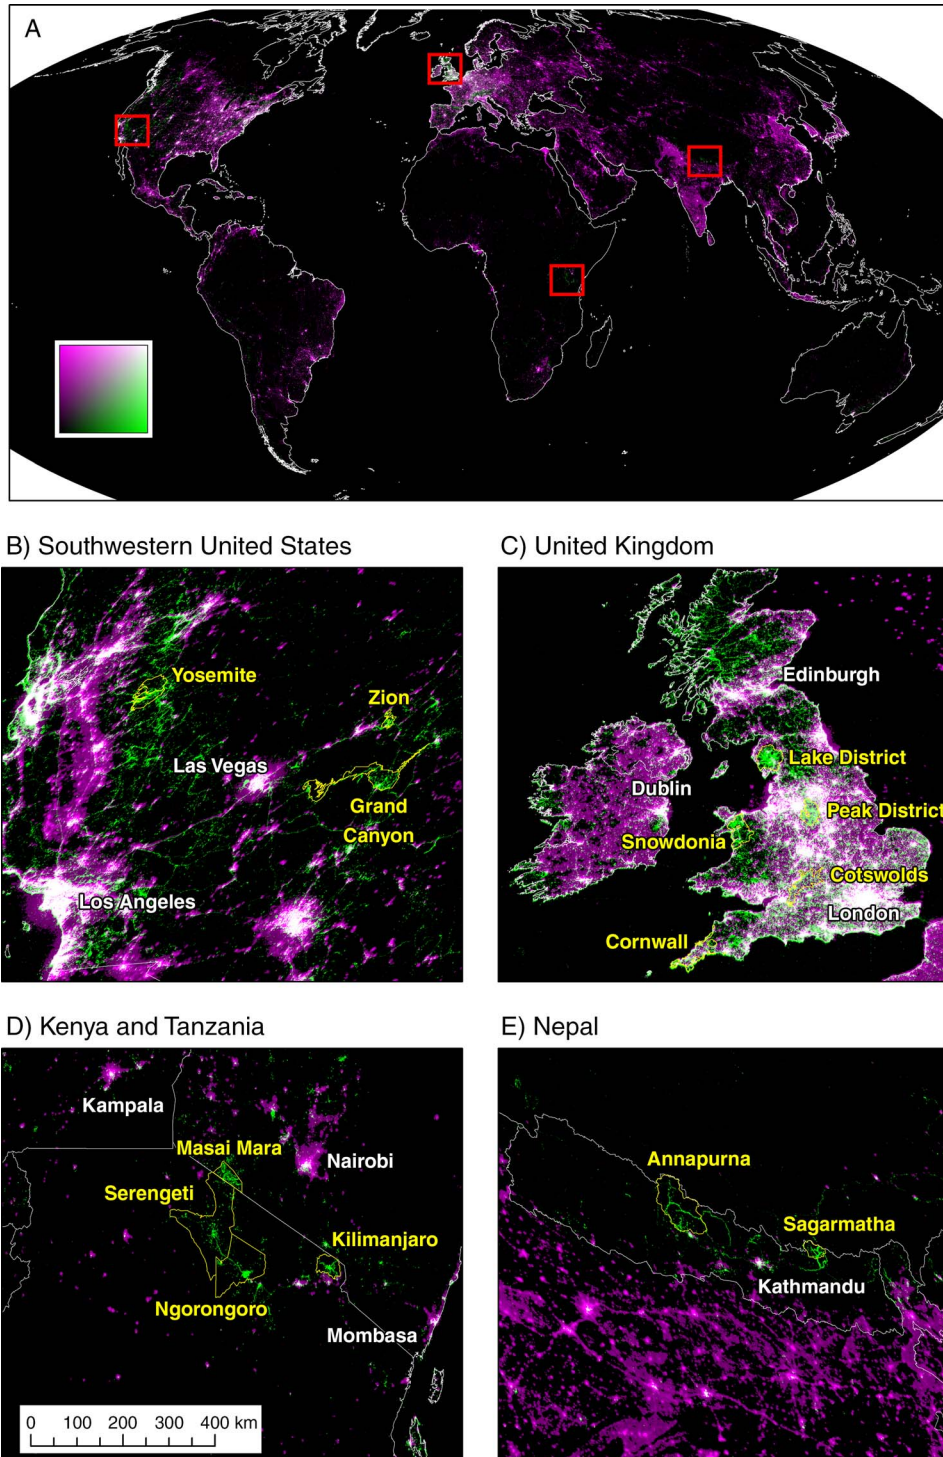 A
B) Southwestern United States
Yosemite
Zion
Las Vegas
Grand
Canyon
Los Angeles
C) United Kingdom
Edinburgh
Lake District
Dublin
Peak District
Snowdonia
Cotswolds
London
Cornwall
D) Kenya and Tanzania
Kampala
Masai Mara
Nairobi
Serengeti
Kilimanjaro
Ngorongoro
Mombasa
0 100 200 300 400 km
E) Nepal
Annapurna
Sagarmatha
Kathmandu